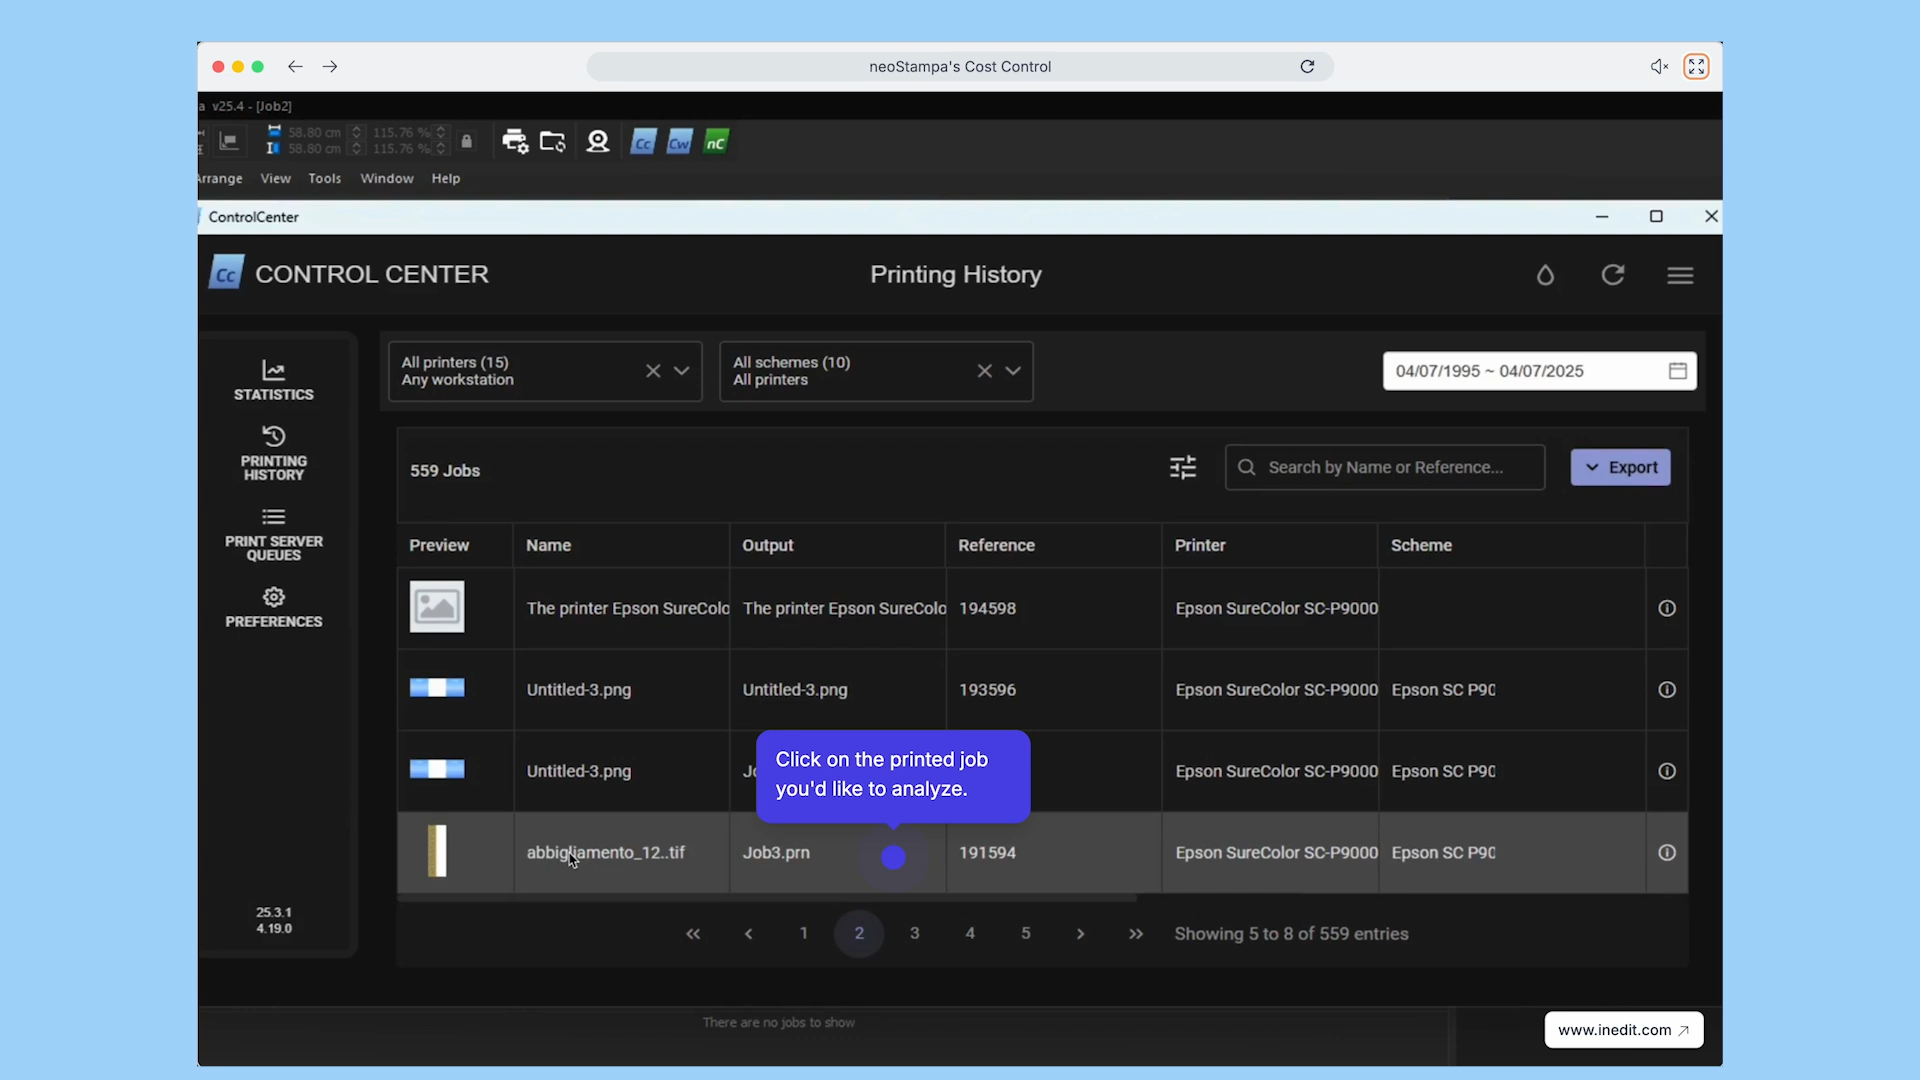 neoStampa's Cost Control
a v25.4 - [Job2]
58.80 cm 115.76 %
58.80 cm 115.76 %
Cc Cw nC
Arrange View Tools Window Help
ControlCenter
Cc CONTROL CENTER
Printing History
STATISTICS
PRINTING
HISTORY
PRINT SERVER
QUEUES
PREFERENCES
25.3.1
4.19.0
All printers (15)
Any workstation
All schemes (10)
All printers
04/07/1995 ~ 04/07/2025
559 Jobs
Search by Name or Reference...
Export
Preview Name Output Reference Printer Scheme
The printer Epson SureColo The printer Epson SureColo 194598 Epson SureColor SC-P9000
Untitled-3.png Untitled-3.png 193596 Epson SureColor SC-P9000 Epson SC P90
Untitled-3.png Jo Epson SureColor SC-P9000 Epson SC P90
Click on the printed job
you'd like to analyze.
abbigliamento_12..tif Job3.prn 191594 Epson SureColor SC-P9000 Epson SC P90
« ‹ 1 2 3 4 5 › » Showing 5 to 8 of 559 entries
There are no jobs to show
www.inedit.com